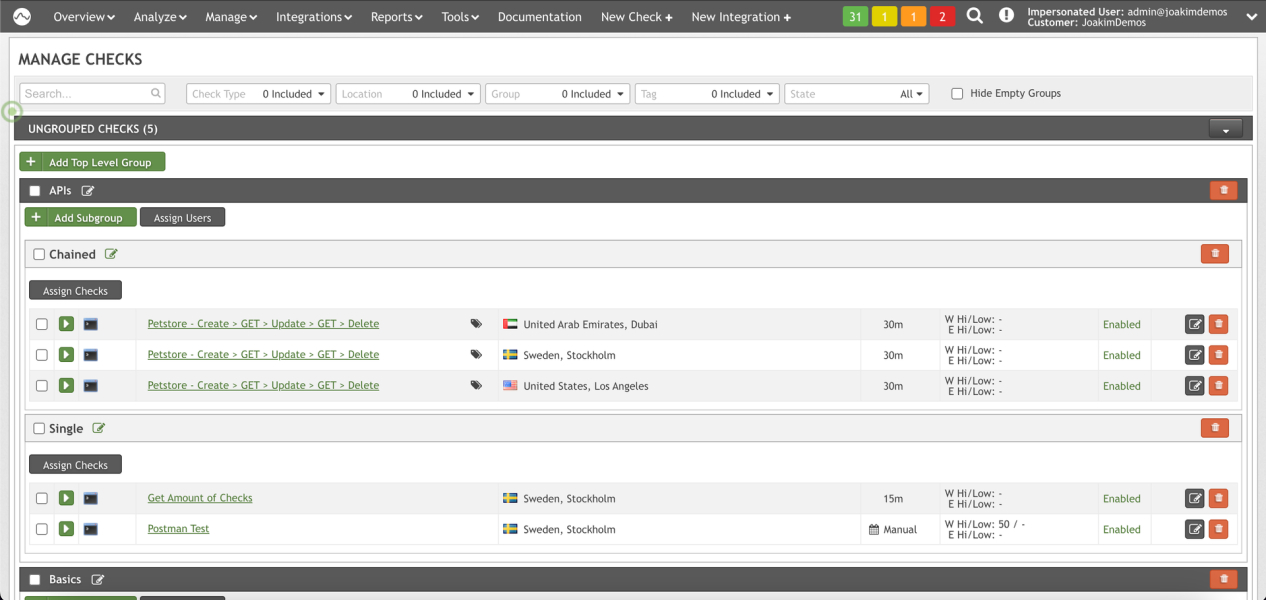 Overview Analyze Manage Integrations Reports Tools Documentation New Check + New Integration + 31 1 1 2 Impersonated User: admin@joakimdemos
Customer: JoakimDemos
MANAGE CHECKS
Search... Check Type 0 Included Location 0 Included Group 0 Included Tag 0 Included State All Hide Empty Groups
UNGROUPED CHECKS (5)
+ Add Top Level Group
APIs
+ Add Subgroup Assign Users
Chained
Assign Checks
Petstore - Create > GET > Update > GET > Delete United Arab Emirates, Dubai 30m W Hi/Low: - Enabled
E Hi/Low: -
Petstore - Create > GET > Update > GET > Delete Sweden, Stockholm 30m W Hi/Low: - Enabled
E Hi/Low: -
Petstore - Create > GET > Update > GET > Delete United States, Los Angeles 30m W Hi/Low: - Enabled
E Hi/Low: -
Single
Assign Checks
Get Amount of Checks Sweden, Stockholm 15m W Hi/Low: - Enabled
E Hi/Low: -
Postman Test Sweden, Stockholm Manual W Hi/Low: 50 / - Enabled
E Hi/Low: -
Basics